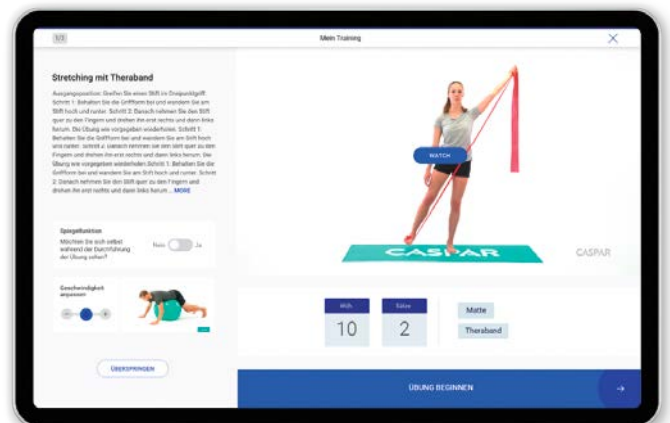 1/2
Mein Training
Stretching mit Theraband
Ausgangsposition: Greifen Sie einen Stift im Dreipunktgriff.
Schritt 1: Behalten Sie die Griffform bei und wandern Sie am
Stift hoch und runter. Schritt 2: Danach nehmen Sie den Stift
quer zu den Fingern und drehen ihn erst rechts und dann links
herum. Die Übung wie vorgegeben wiederholen. Schritt 1:
Behalten Sie die Griffform bei und wandern Sie am Stift hoch
und runter. Schritt 2: Danach nehmen Sie den Stift quer zu den
Fingern und drehen ihn erst rechts und dann links herum. Die
Übung wie vorgegeben wiederholen. Schritt 1: Behalten Sie die
Griffform bei und wandern Sie am Stift hoch und runter. Schritt
2: Danach nehmen Sie den Stift quer zu den Fingern und
drehen ihn erst rechts und dann links herum ... MORE
WATCH
CASPAR
CASPAR
Spiegelfunktion
Möchten Sie sich selbst
während der Durchführung
der Übung sehen?
Nein
Ja
Geschwindigkeit
anpassen
Sätze
10
2
Matte
Theraband
ÜBERSPRINGEN
ÜBUNG BEGINNEN